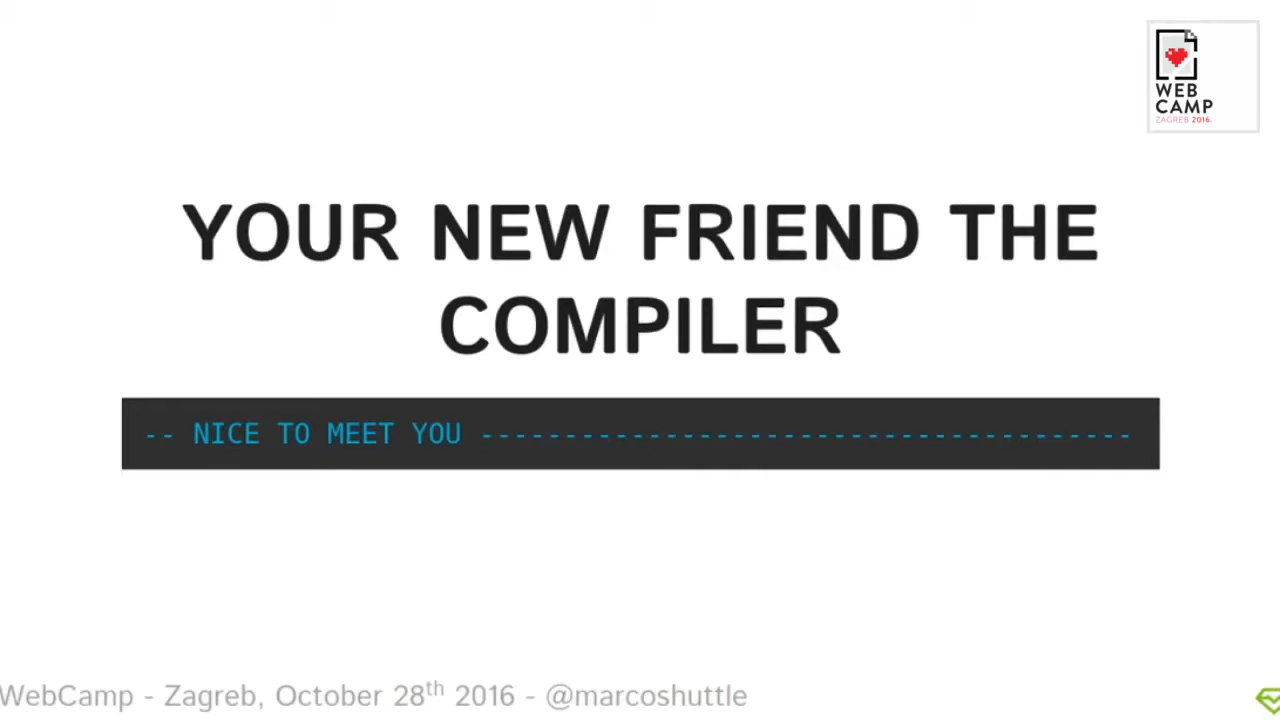 WEB
CAMP
ZAGREB 2016.
YOUR NEW FRIEND THE
COMPILER
-- NICE TO MEET YOU ---------------------------------------
WebCamp - Zagreb, October 28th 2016 - @marcoshuttle